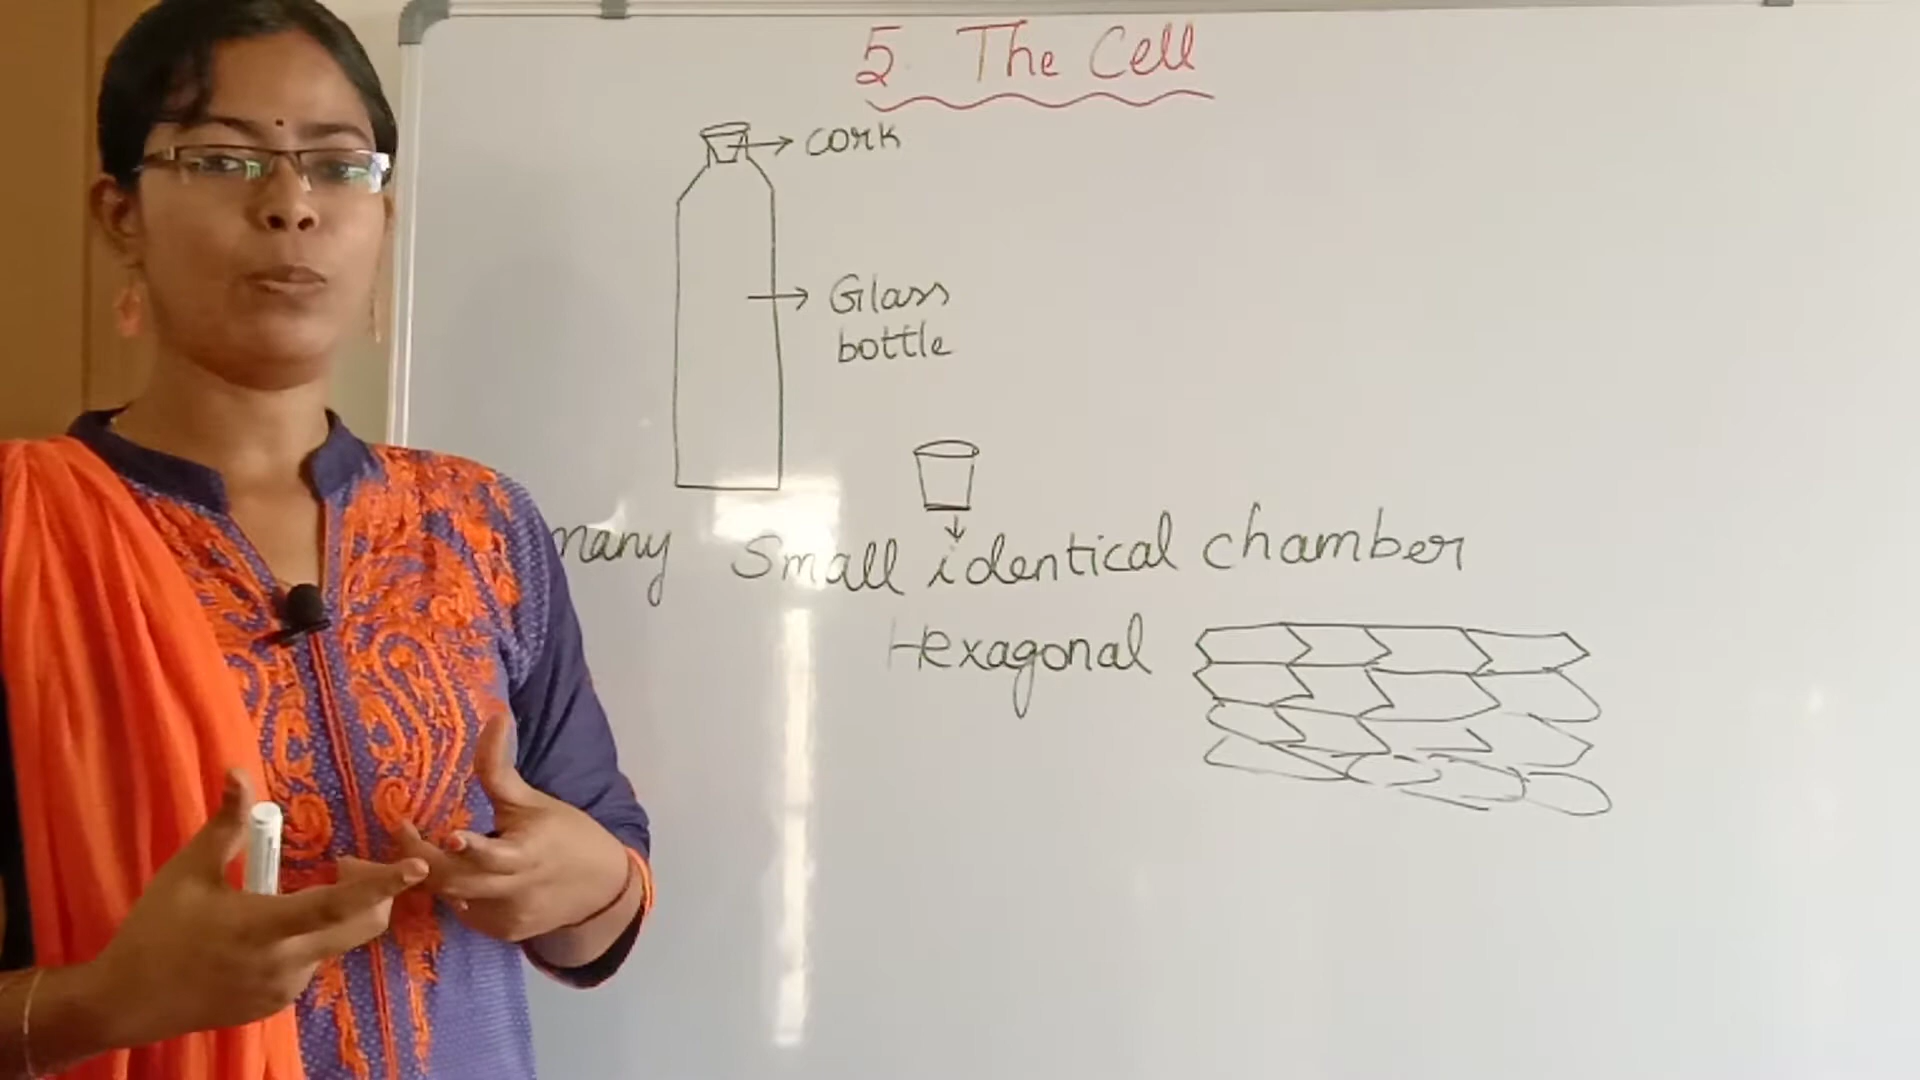 5. The Cell
cork
Glass
bottle
many small identical chamber
Hexagonal